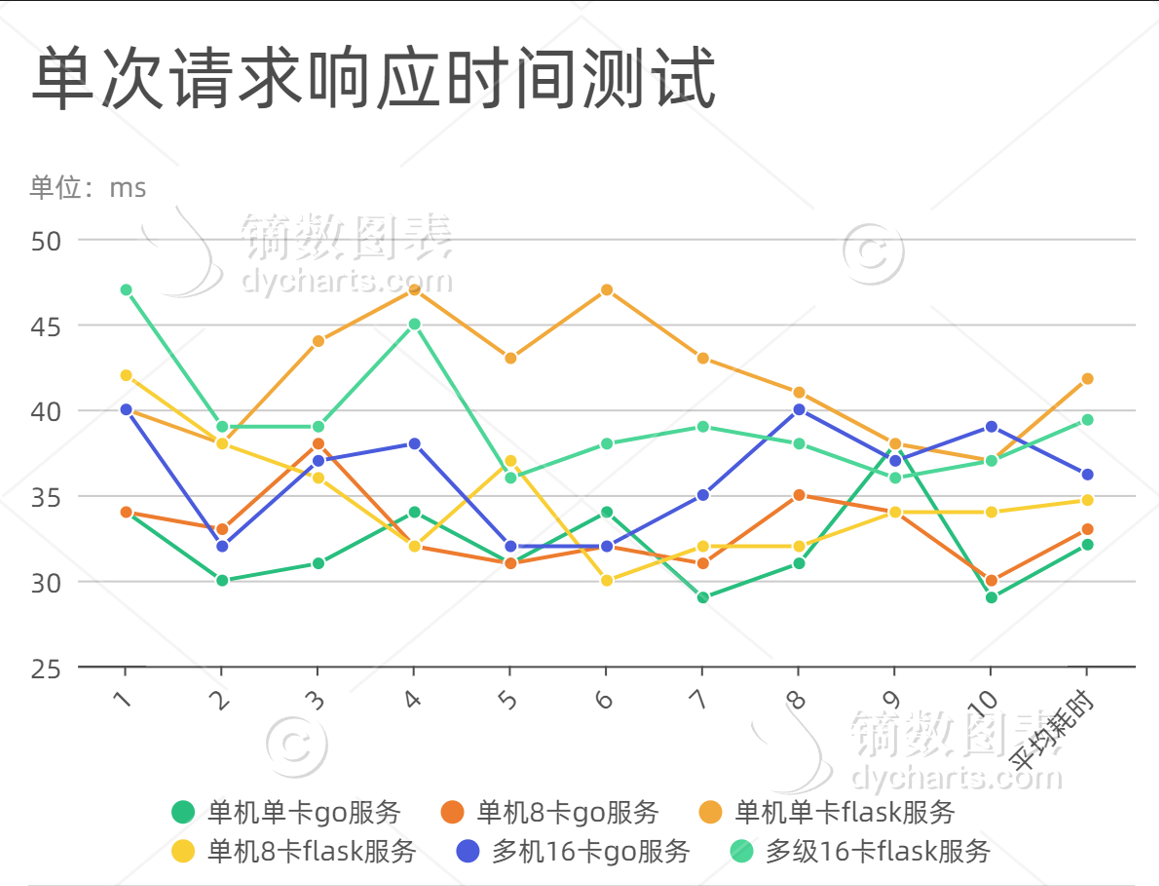 单次请求响应时间测试
单位：ms
镝数图表
dycharts.com
©
50
45
40
35
30
25
1 2 3 4 5 6 7 8 9 10 平均耗时
©
镝数图表
dycharts.com
单机单卡go服务 单机8卡go服务 单机单卡flask服务
单机8卡flask服务 多机16卡go服务 多级16卡flask服务